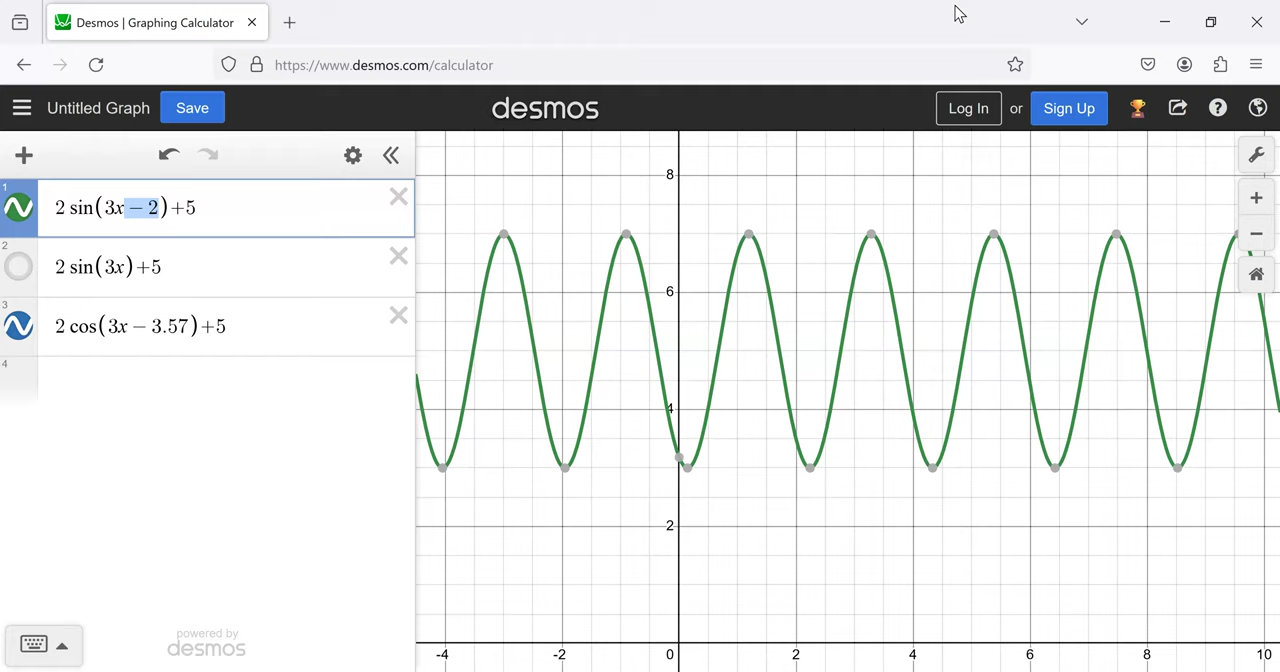 Desmos | Graphing Calculator
https://www.desmos.com/calculator
Untitled Graph
Save
desmos
Log In or Sign Up
1
2 sin(3x − 2)+5
2
2 sin(3x)+5
3
2 cos(3x − 3.57)+5
4
powered by
desmos
8
6
4
2
-4 -2 0 2 4 6 8 10